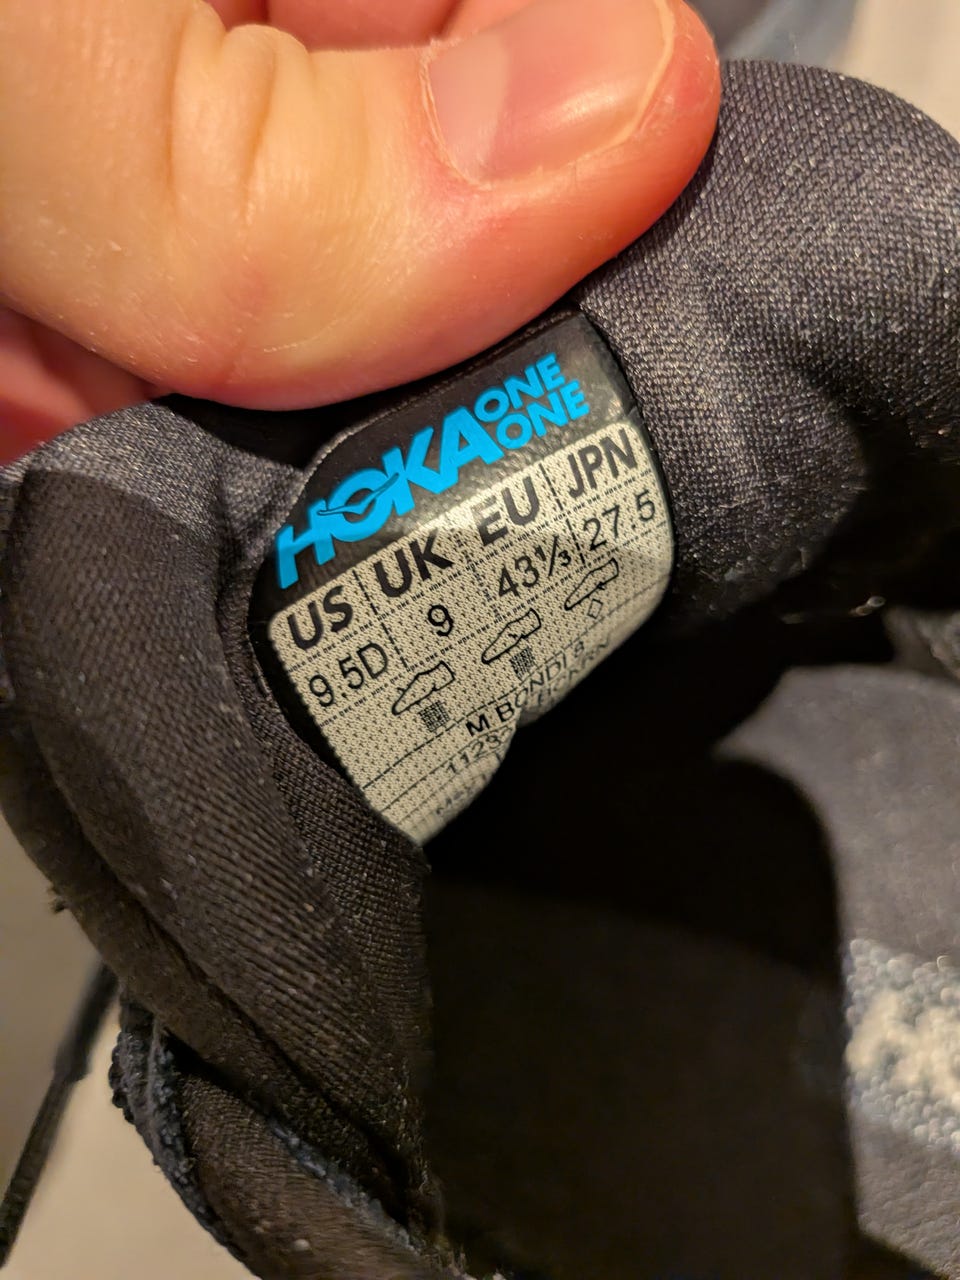 HOKA ONE ONE
US UK EU JPN
9.5D 9 43⅓ 27.5
M BONDI 8